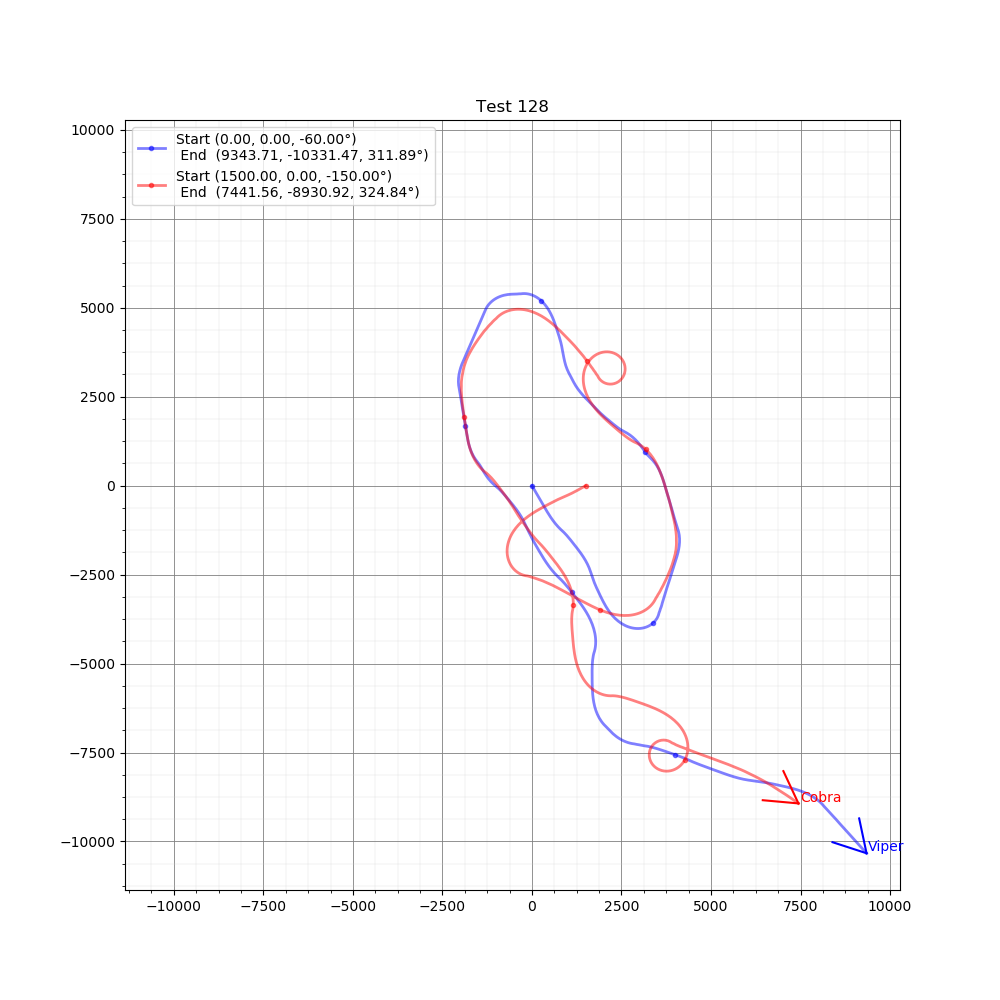 Test 128
Start (0.00, 0.00, -60.00°)
End  (9343.71, -10331.47, 311.89°)
Start (1500.00, 0.00, -150.00°)
End  (7441.56, -8930.92, 324.84°)
10000
7500
5000
2500
0
−2500
−5000
−7500
−10000
Cobra
Viper
−10000 −7500 −5000 −2500 0 2500 5000 7500 10000